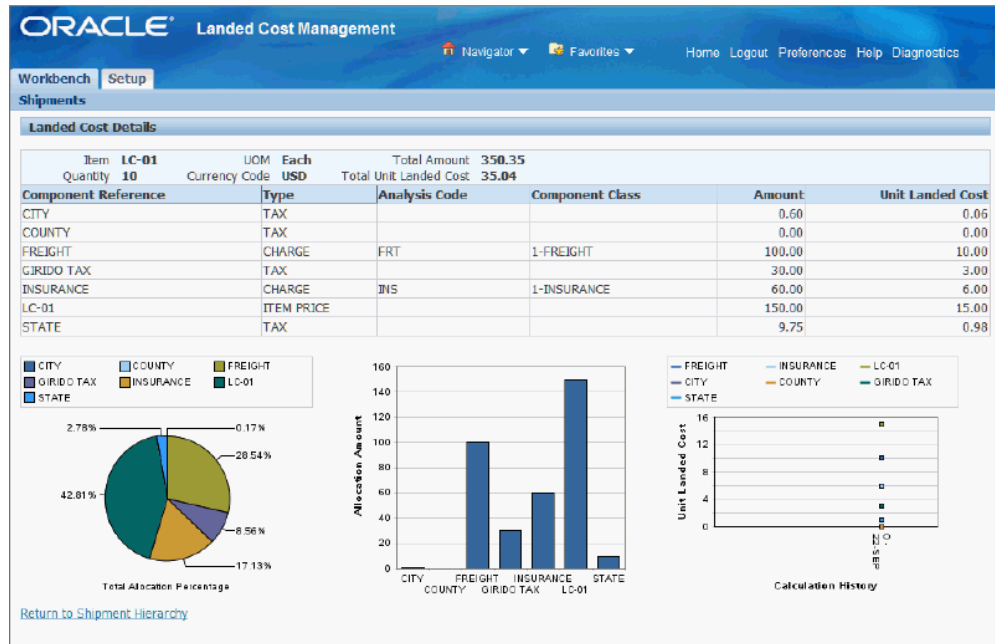 ORACLE® Landed Cost Management
Navigator Favorites Home Logout Preferences Help Diagnostics
Workbench Setup
Shipments
Landed Cost Details
Item LC-01 UOM Each Total Amount 350.35
Quantity 10 Currency Code USD Total Unit Landed Cost 35.04
Component Reference Type Analysis Code Component Class Amount Unit Landed Cost
CITY TAX 0.60 0.06
COUNTY TAX 0.00 0.00
FREIGHT CHARGE FRT 1-FREIGHT 100.00 10.00
GIRIDO TAX TAX 30.00 3.00
INSURANCE CHARGE INS 1-INSURANCE 60.00 6.00
LC-01 ITEM PRICE 150.00 15.00
STATE TAX 9.75 0.98
CITY COUNTY FREIGHT
GIRIDO TAX INSURANCE LC-01
STATE
2.78% 0.17%
28.54%
42.81%
8.56%
17.13%
Total Allocation Percentage
160
140
120
100
80
60
40
20
0
Allocation Amount
CITY FREIGHT INSURANCE STATE
COUNTY GIRIDO TAX LC-01
FREIGHT INSURANCE LC-01
CITY COUNTY GIRIDO TAX
STATE
16
12
8
4
0
Unit Landed Cost
0.
22-SEP
Calculation History
Return to Shipment Hierarchy